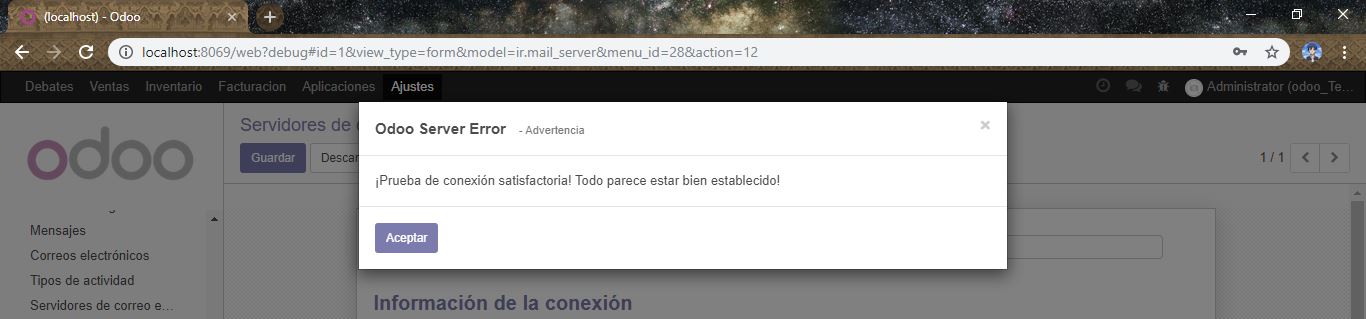 (localhost) - Odoo
localhost:8069/web?debug#id=1&view_type=form&model=ir.mail_server&menu_id=28&action=12
Debates Ventas Inventario Facturacion Aplicaciones Ajustes Administrator (odoo_Te...
odoo
Servidores de
Guardar Descar
1 / 1
Odoo Server Error - Advertencia
¡Prueba de conexión satisfactoria! Todo parece estar bien establecido!
Aceptar
Mensajes
Correos electrónicos
Tipos de actividad
Servidores de correo e...
Información de la conexión